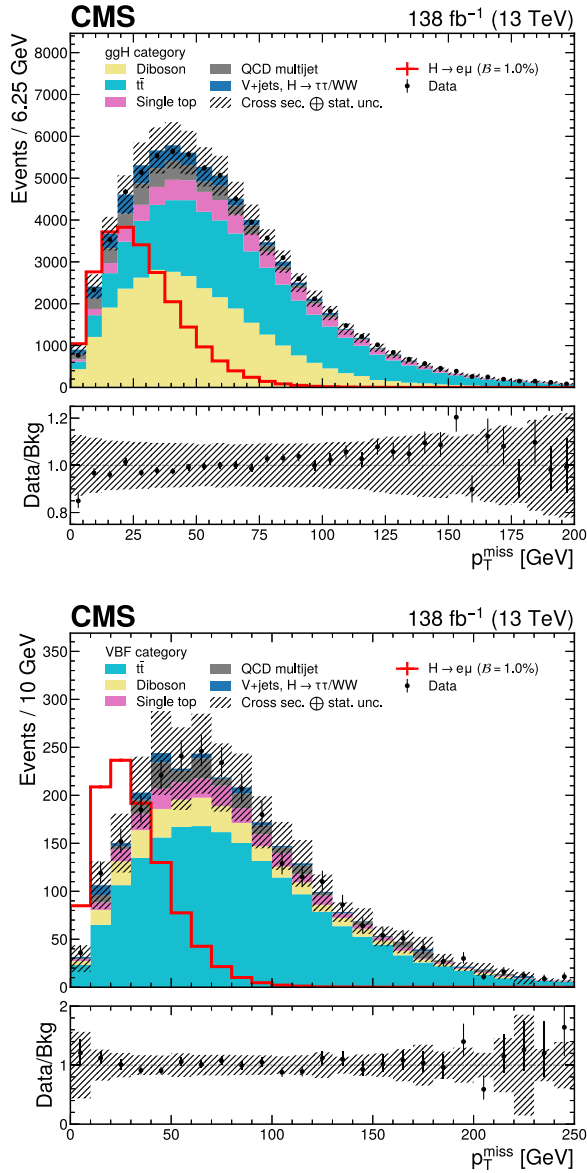 CMS 138 fb⁻¹ (13 TeV)
ggH category
Diboson QCD multijet H → eμ (ℬ = 1.0%)
tt̄ V+jets, H → ττ/WW Data
Single top Cross sec. ⊕ stat. unc.
Events / 6.25 GeV
8000
7000
6000
5000
4000
3000
2000
1000
0
Data/Bkg
1.2
1.0
0.8
0 25 50 75 100 125 150 175 200
p_T^miss [GeV]
CMS 138 fb⁻¹ (13 TeV)
VBF category
tt̄ QCD multijet H → eμ (ℬ = 1.0%)
Diboson V+jets, H → ττ/WW Data
Single top Cross sec. ⊕ stat. unc.
Events / 10 GeV
350
300
250
200
150
100
50
0
Data/Bkg
2
1
0
0 50 100 150 200 250
p_T^miss [GeV]